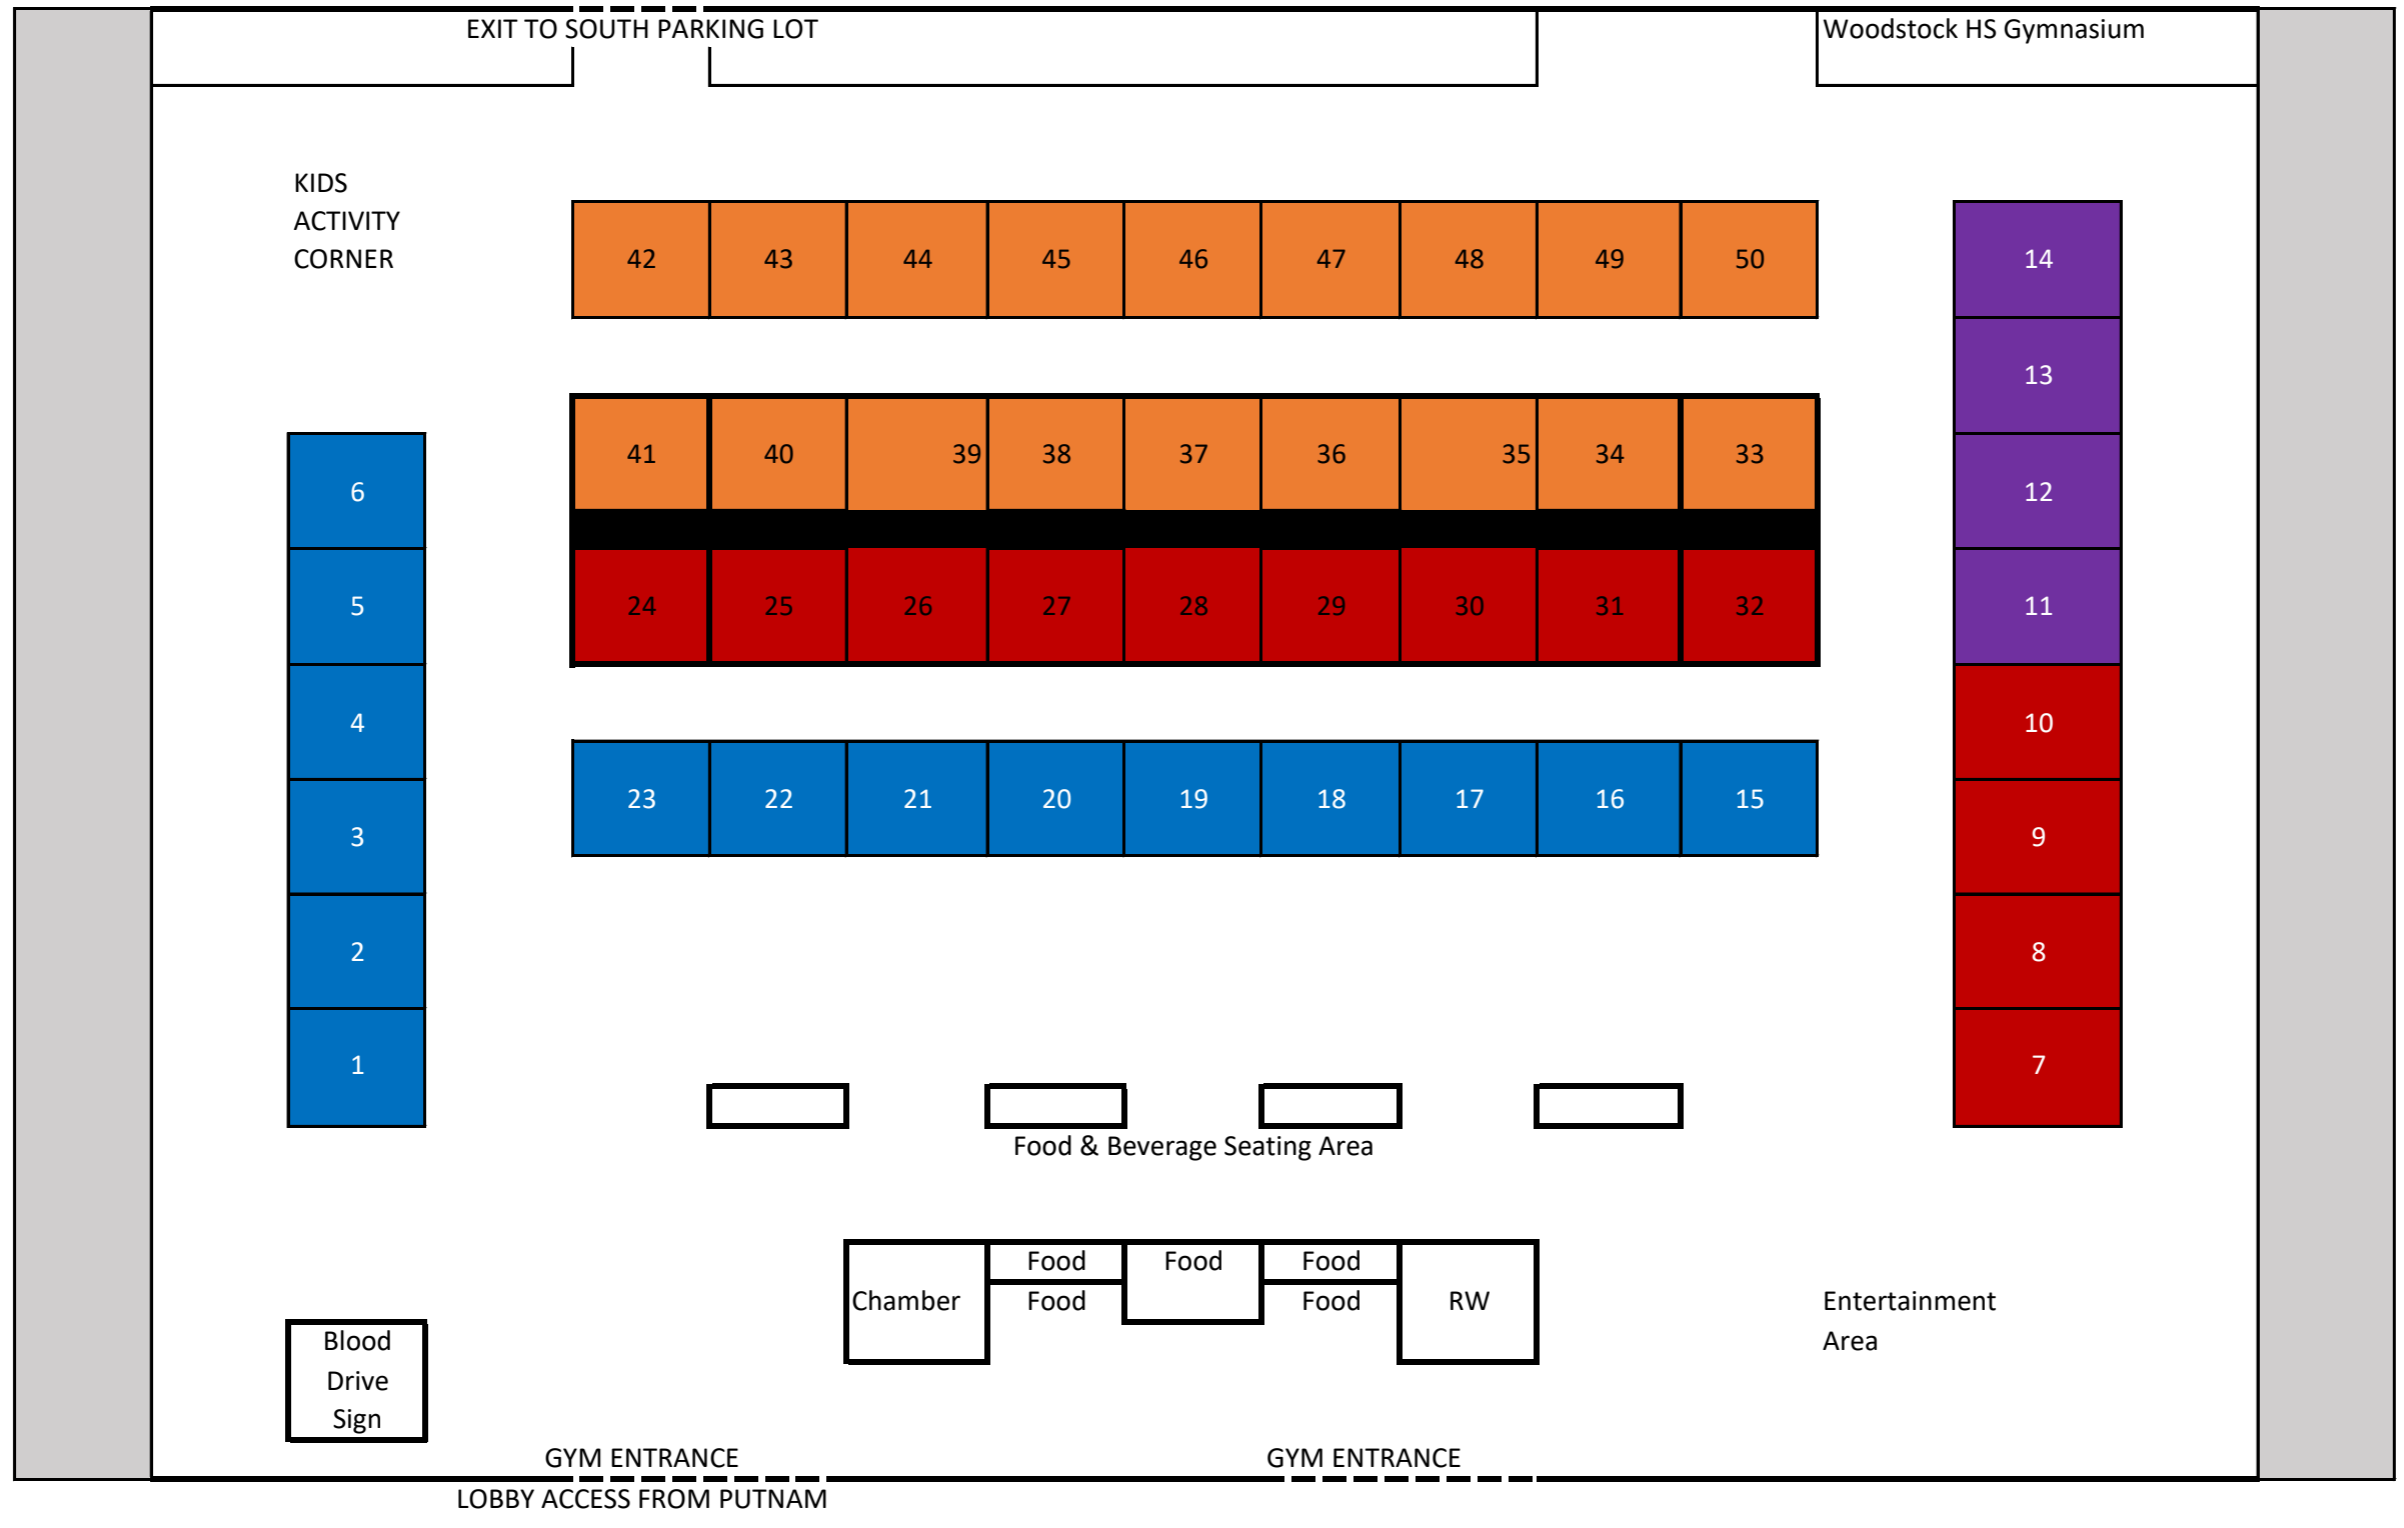 EXIT TO SOUTH PARKING LOT
Woodstock HS Gymnasium
KIDS
ACTIVITY
CORNER
42 43 44 45 46 47 48 49 50
14
13
41 40 39 38 37 36 35 34 33
6
12
24 25 26 27 28 29 30 31 32
5
11
4
10
23 22 21 20 19 18 17 16 15
3
9
2
8
1
7
Food & Beverage Seating Area
Food Food Food
Chamber Food Food RW
Entertainment
Area
Blood
Drive
Sign
GYM ENTRANCE
GYM ENTRANCE
LOBBY ACCESS FROM PUTNAM